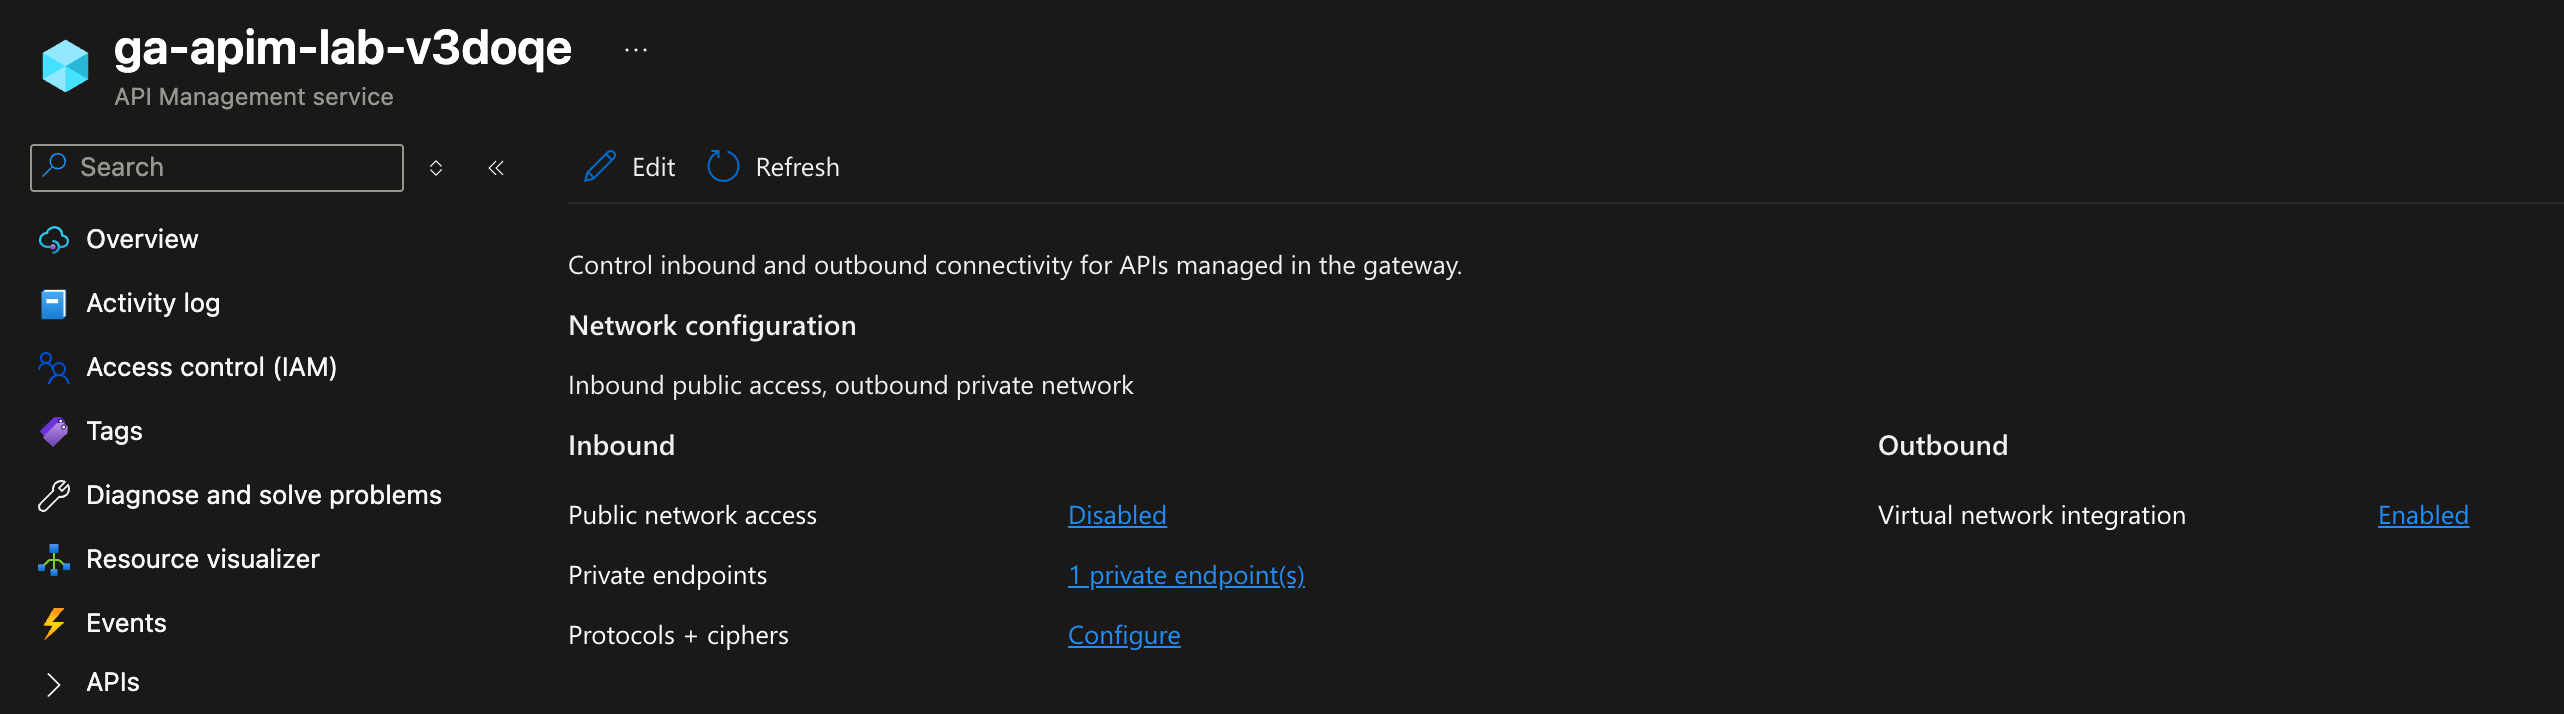 ga-apim-lab-v3doqe ...
API Management service
Search
Edit Refresh
Overview
Activity log
Access control (IAM)
Tags
Diagnose and solve problems
Resource visualizer
Events
APIs
Control inbound and outbound connectivity for APIs managed in the gateway.
Network configuration
Inbound public access, outbound private network
Inbound
Public network access Disabled
Private endpoints 1 private endpoint(s)
Protocols + ciphers Configure
Outbound
Virtual network integration Enabled